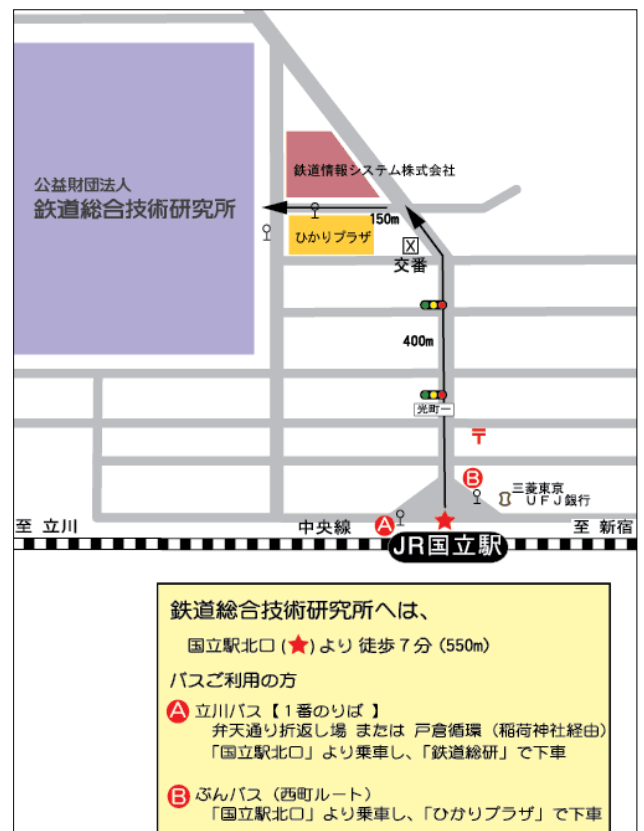 鉄道情報システム株式会社
公益財団法人
鉄道総合技術研究所
150m
ひかりプラザ
X
交番
400m
光町一
〒
B
三菱東京
UFJ銀行
至 立川
中央線
A
至 新宿
JR国立駅
鉄道総合技術研究所へは、
国立駅北口(★)より 徒歩7分(550m)
バスご利用の方
A 立川バス【1番のりば 】
弁天通り折返し場 または 戸倉循環(稲荷神社経由)
「国立駅北口」より乗車し、「鉄道総研」で下車
B ぶんバス(西町ルート)
「国立駅北口」より乗車し、「ひかりプラザ」で下車